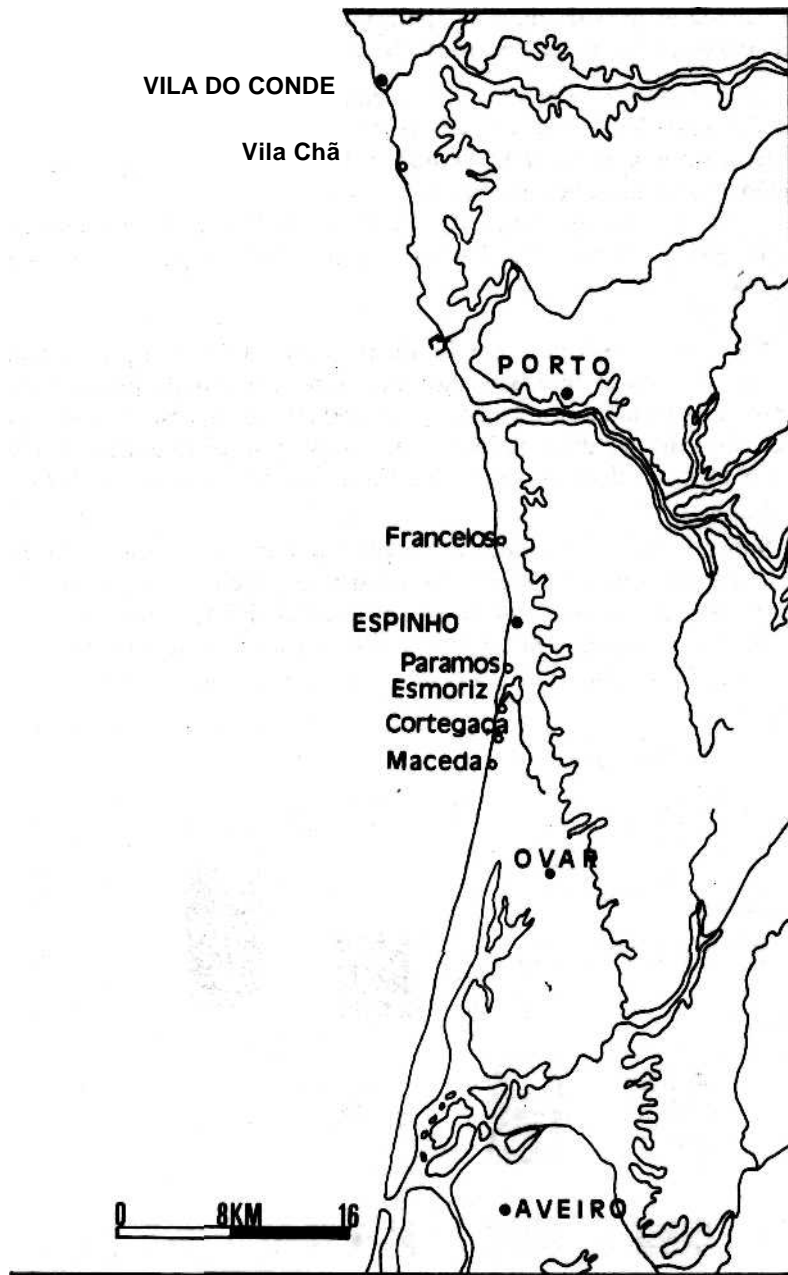 VILA DO CONDE
Vila Chã
PORTO
Francelos
ESPINHO
Paramos
Esmoriz
Cortegaça
Maceda
OVAR
AVEIRO
0 8KM 16